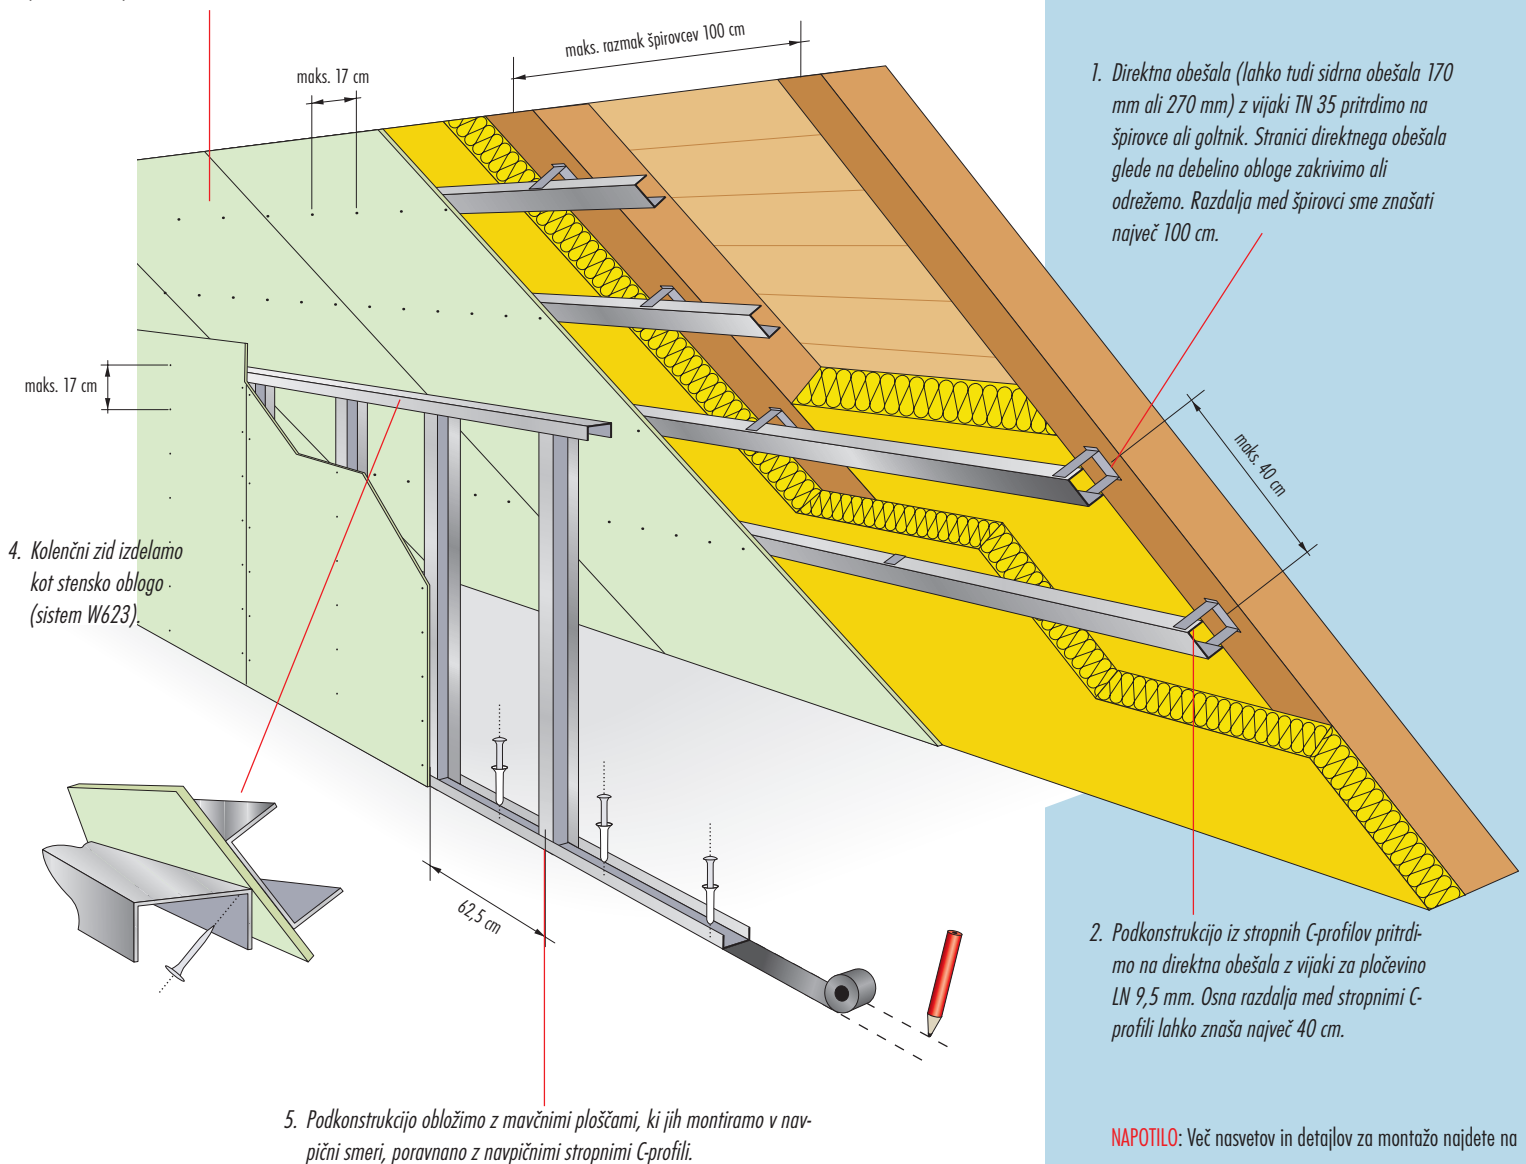 maks. razmak špirovcev 100 cm
maks. 17 cm
1. Direktna obešala (lahko tudi sidrna obešala 170
mm ali 270 mm) z vijaki TN 35 pritrdimo na
špirovce ali goltnik. Stranici direktnega obešala
glede na debelino obloge zakrivimo ali
odrežemo. Razdalja med špirovci sme znašati
največ 100 cm.
maks. 17 cm
maks. 40 cm
4. Kolenčni zid izdelamo
kot stensko oblogo
(sistem W623).
62,5 cm
2. Podkonstrukcijo iz stropnih C-profilov pritrdi-
mo na direktna obešala z vijaki za pločevino
LN 9,5 mm. Osna razdalja med stropnimi C-
profili lahko znaša največ 40 cm.
5. Podkonstrukcijo obložimo z mavčnimi ploščami, ki jih montiramo v nav-
pični smeri, poravnano z navpičnimi stropnimi C-profili.
NAPOTILO: Več nasvetov in detajlov za montažo najdete na